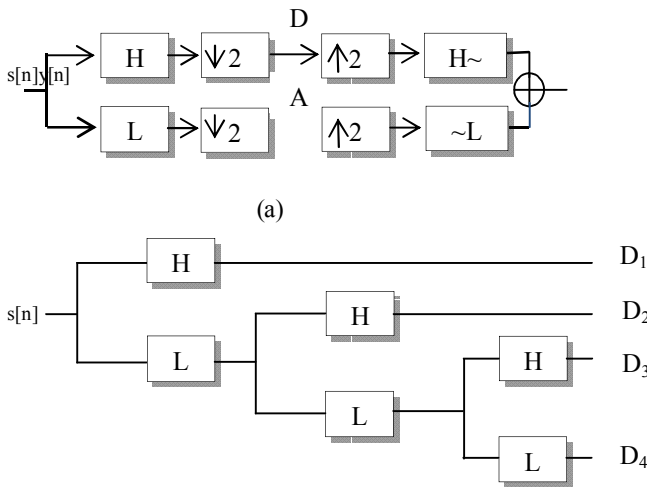 D
s[n]y[n] H ↓2 ↑2 H~
A
L ↓2 ↑2 ~L
(a)
H D₁
s[n] H D₂
L H D₃
L
L D₄